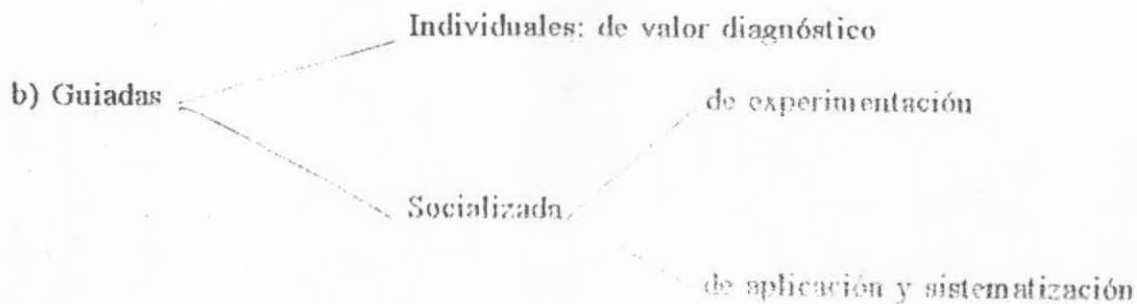 Individuales: de valor diagnóstico
b) Guiadas
de experimentación
Socializada
de aplicación y sistematización